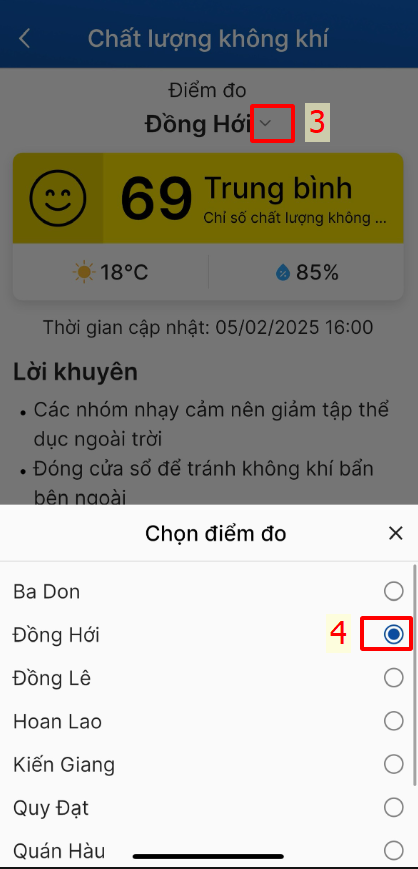 Chất lượng không khí
Điểm đo
Đồng Hới
3
69
Trung bình
Chỉ số chất lượng không ...
18°C
85%
Thời gian cập nhật: 05/02/2025 16:00
Lời khuyên
• Các nhóm nhạy cảm nên giảm tập thể
dục ngoài trời
• Đóng cửa sổ để tránh không khí bẩn
bên ngoài
Chọn điểm đo
Ba Don
Đồng Hới
4
Đồng Lê
Hoan Lao
Kiến Giang
Quy Đạt
Quán Hàu